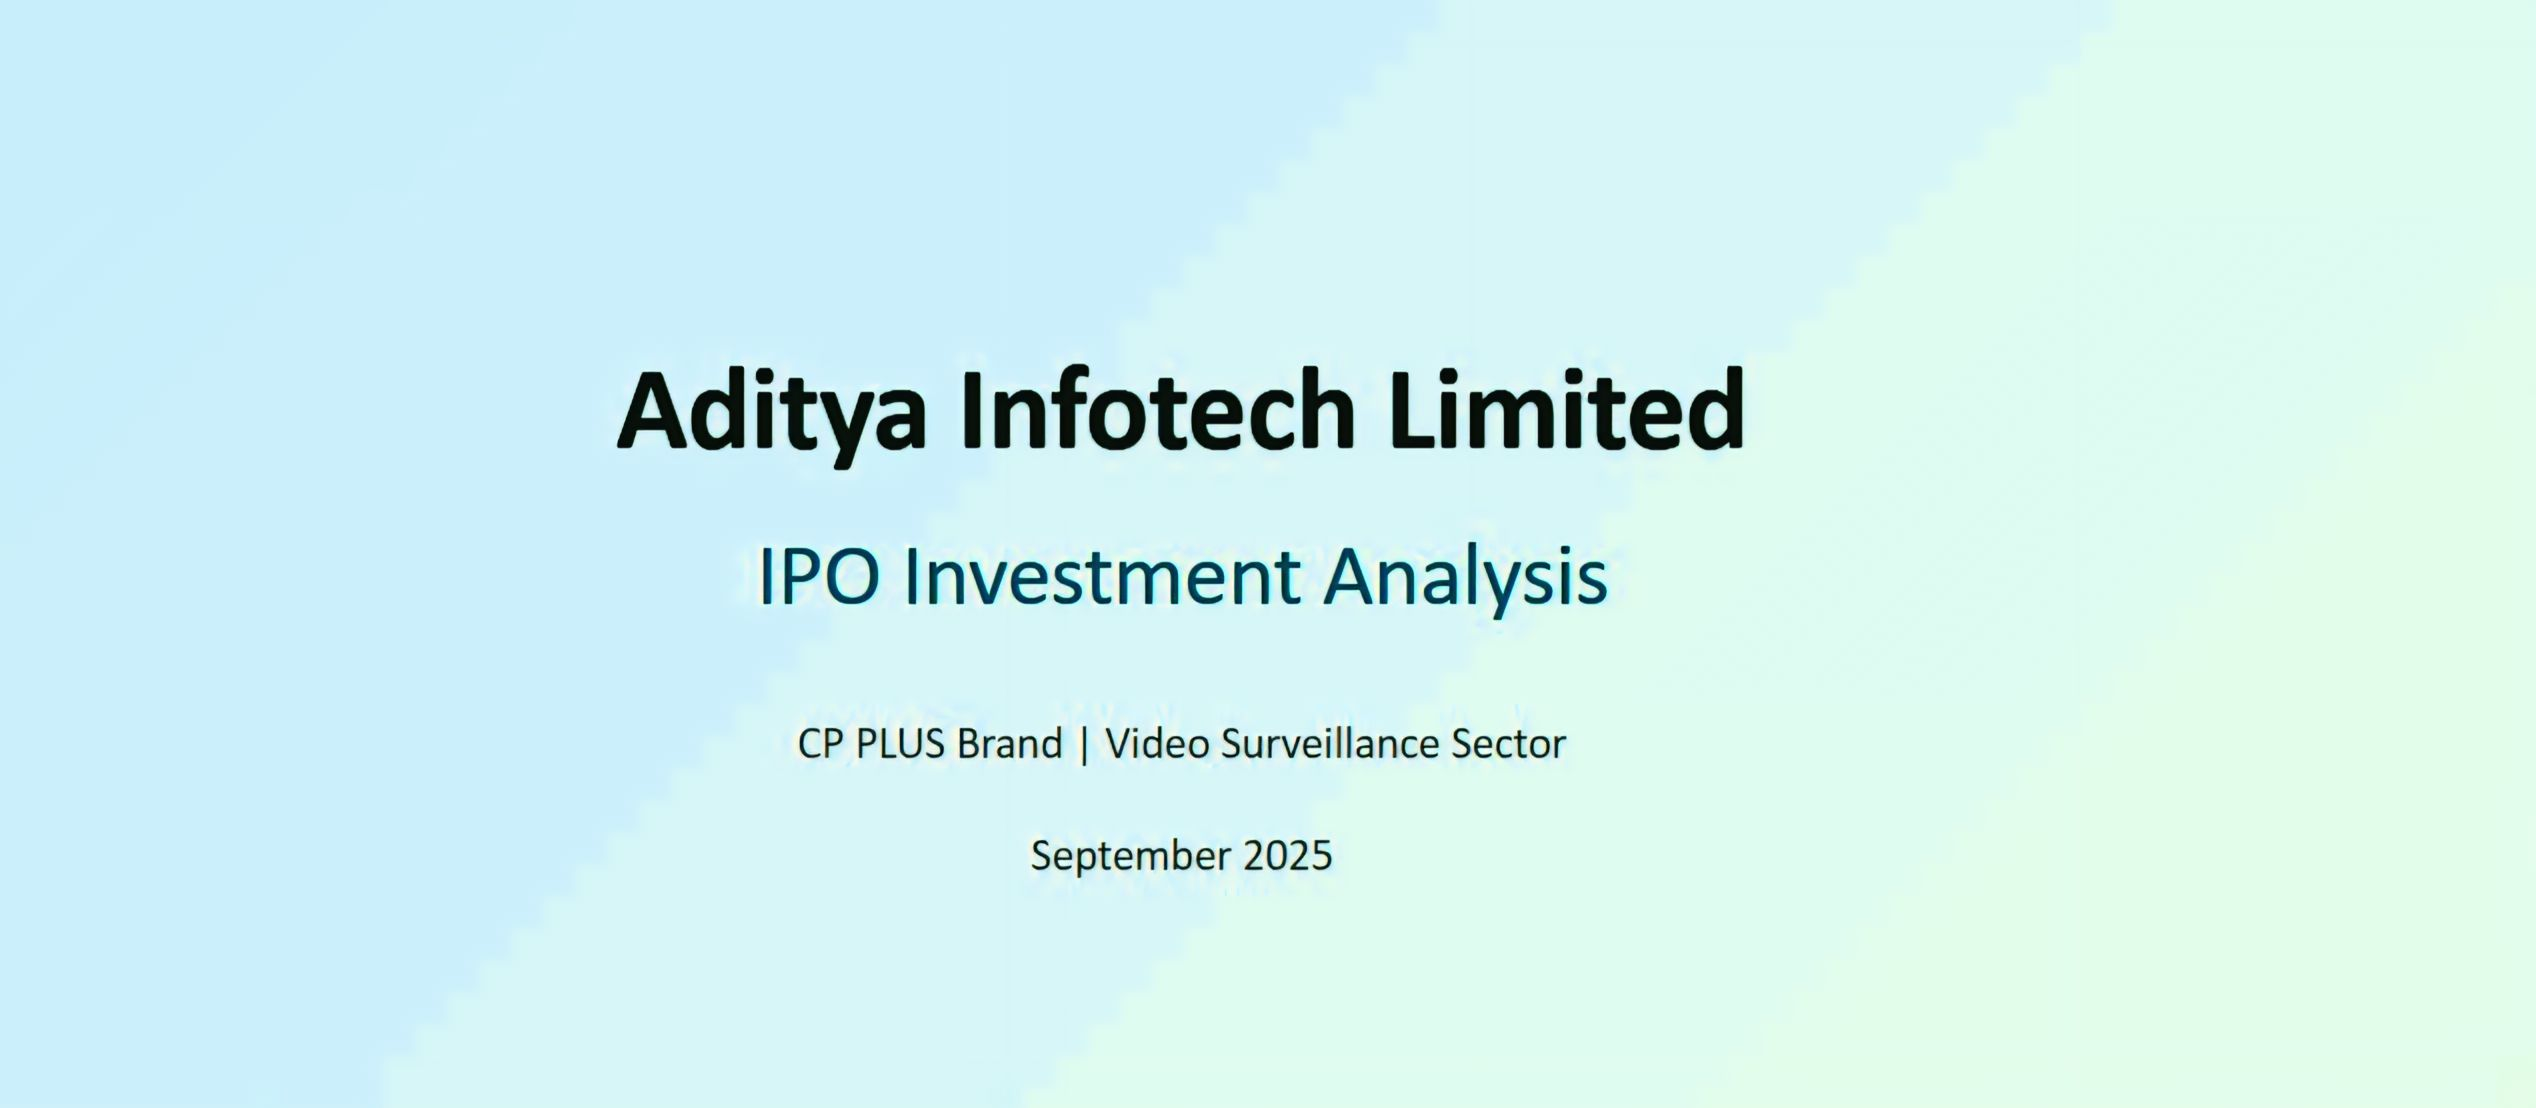 Aditya Infotech Limited
IPO Investment Analysis
CP PLUS Brand | Video Surveillance Sector
September 2025